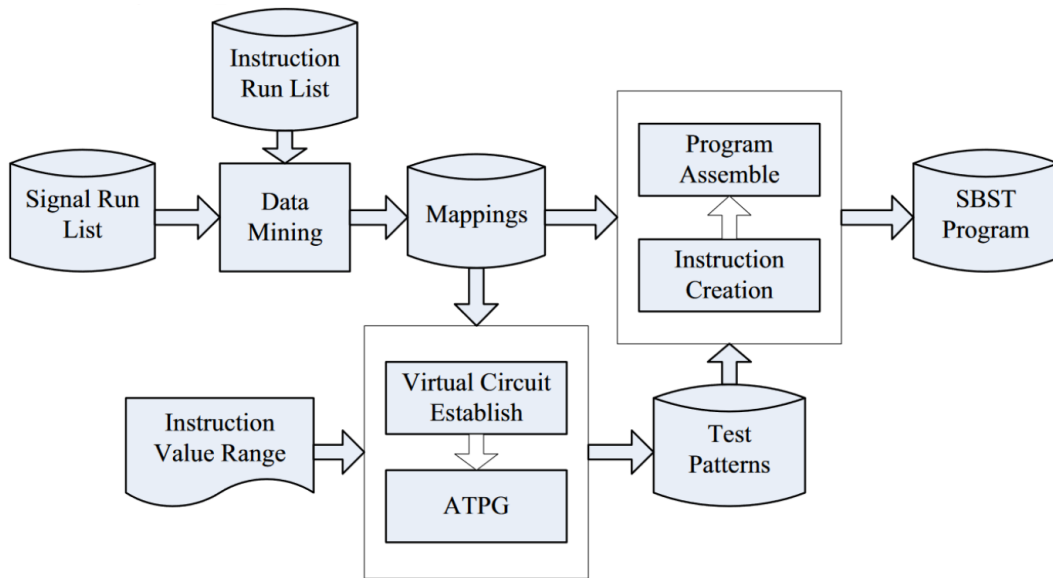 Instruction
Run List
Signal Run
List
Data
Mining
Mappings
Program
Assemble
Instruction
Creation
SBST
Program
Instruction
Value Range
Virtual Circuit
Establish
ATPG
Test
Patterns